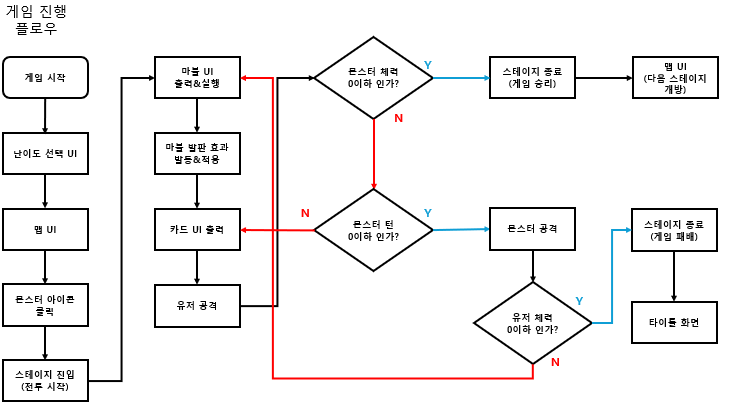 게임 진행
플로우
게임 시작
난이도 선택 UI
맵 UI
몬스터 아이콘
클릭
스테이지 진입
(전투 시작)
마블 UI
출력&실행
마블 발판 효과
발동&적용
카드 UI 출력
유저 공격
몬스터 체력
0이하 인가?
Y
N
스테이지 종료
(게임 승리)
맵 UI
(다음 스테이지
개방)
몬스터 턴
0이하 인가?
N
Y
몬스터 공격
유저 체력
0이하 인가?
Y
N
스테이지 종료
(게임 패배)
타이틀 화면